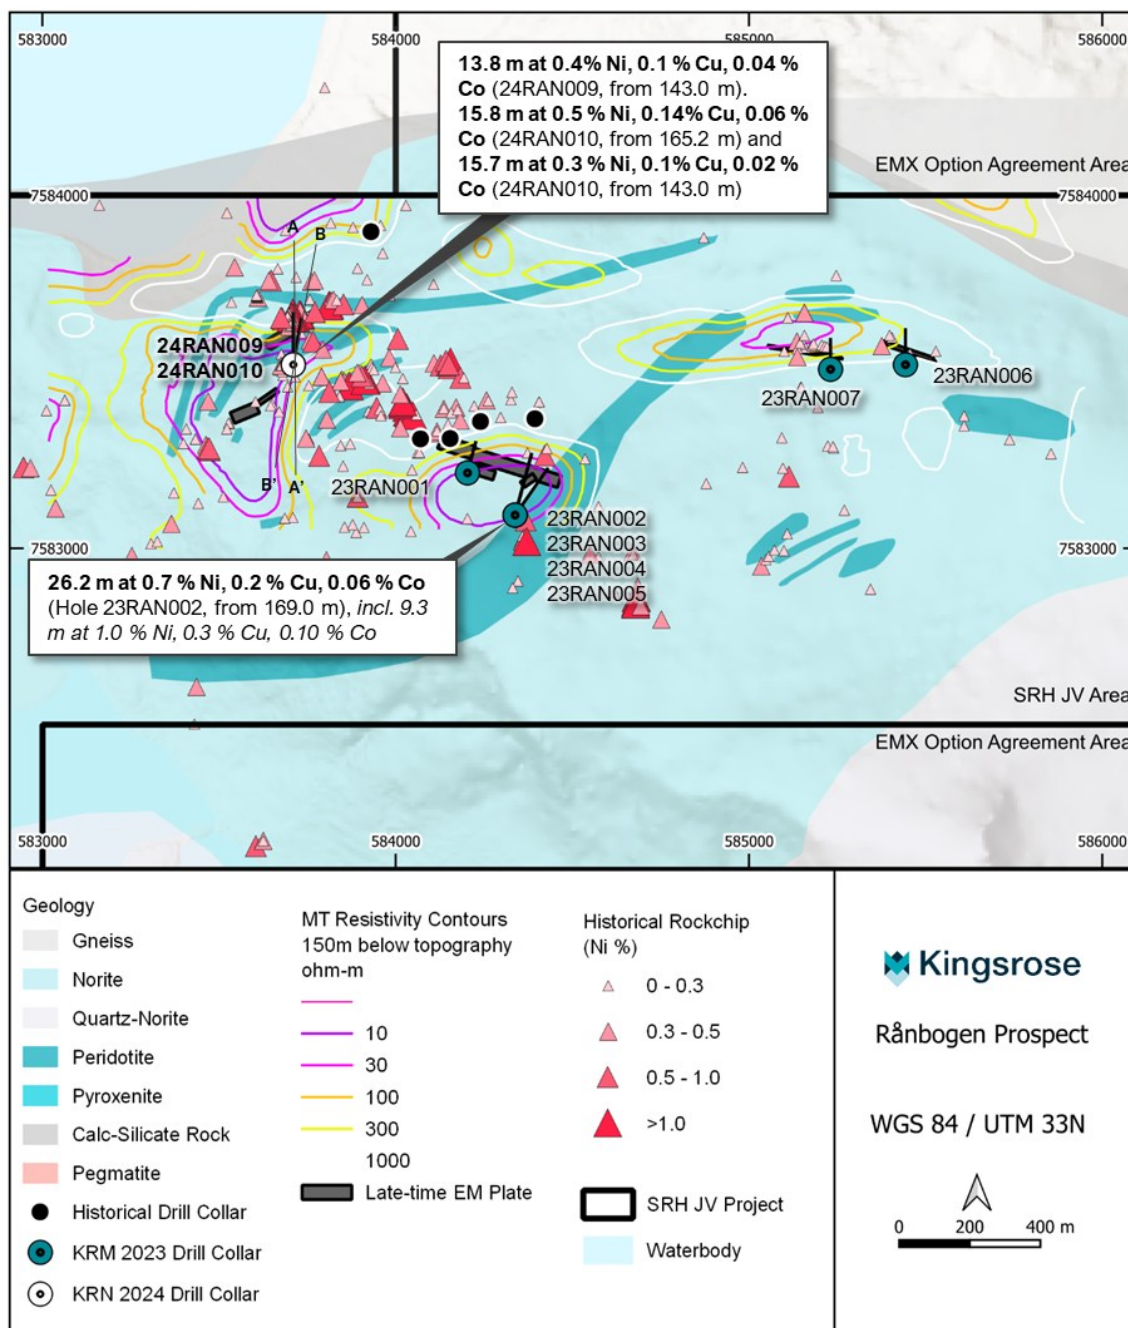 583000
584000
585000
586000
13.8 m at 0.4% Ni, 0.1 % Cu, 0.04 %
Co (24RAN009, from 143.0 m).
15.8 m at 0.5 % Ni, 0.14% Cu, 0.06 %
Co (24RAN010, from 165.2 m) and
15.7 m at 0.3 % Ni, 0.1% Cu, 0.02 %
Co (24RAN010, from 143.0 m)
EMX Option Agreement Area
7584000
7584000
A
B
24RAN009
24RAN010
23RAN007
23RAN006
B'
A'
23RAN001
23RAN002
23RAN003
23RAN004
23RAN005
7583000
7583000
26.2 m at 0.7 % Ni, 0.2 % Cu, 0.06 % Co
(Hole 23RAN002, from 169.0 m), incl. 9.3
m at 1.0 % Ni, 0.3 % Cu, 0.10 % Co
SRH JV Area
EMX Option Agreement Area
583000
584000
585000
586000
Geology
Gneiss
Norite
Quartz-Norite
Peridotite
Pyroxenite
Calc-Silicate Rock
Pegmatite
Historical Drill Collar
KRM 2023 Drill Collar
KRN 2024 Drill Collar
MT Resistivity Contours
150m below topography
ohm-m
10
30
100
300
1000
Late-time EM Plate
Historical Rockchip
(Ni %)
0 - 0.3
0.3 - 0.5
0.5 - 1.0
>1.0
SRH JV Project
Waterbody
Kingsrose
Rånbogen Prospect
WGS 84 / UTM 33N
0 200 400 m